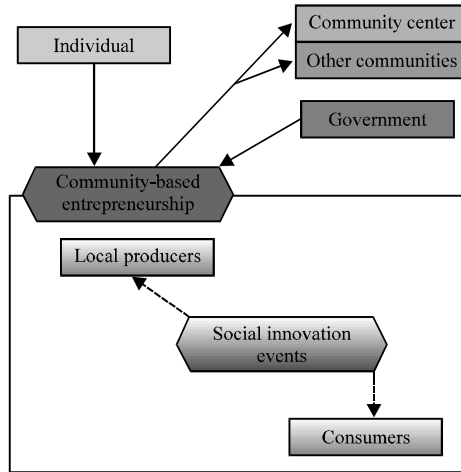 Individual
Community center
Other communities
Government
Community-based
entrepreneurship
Local producers
Social innovation
events
Consumers